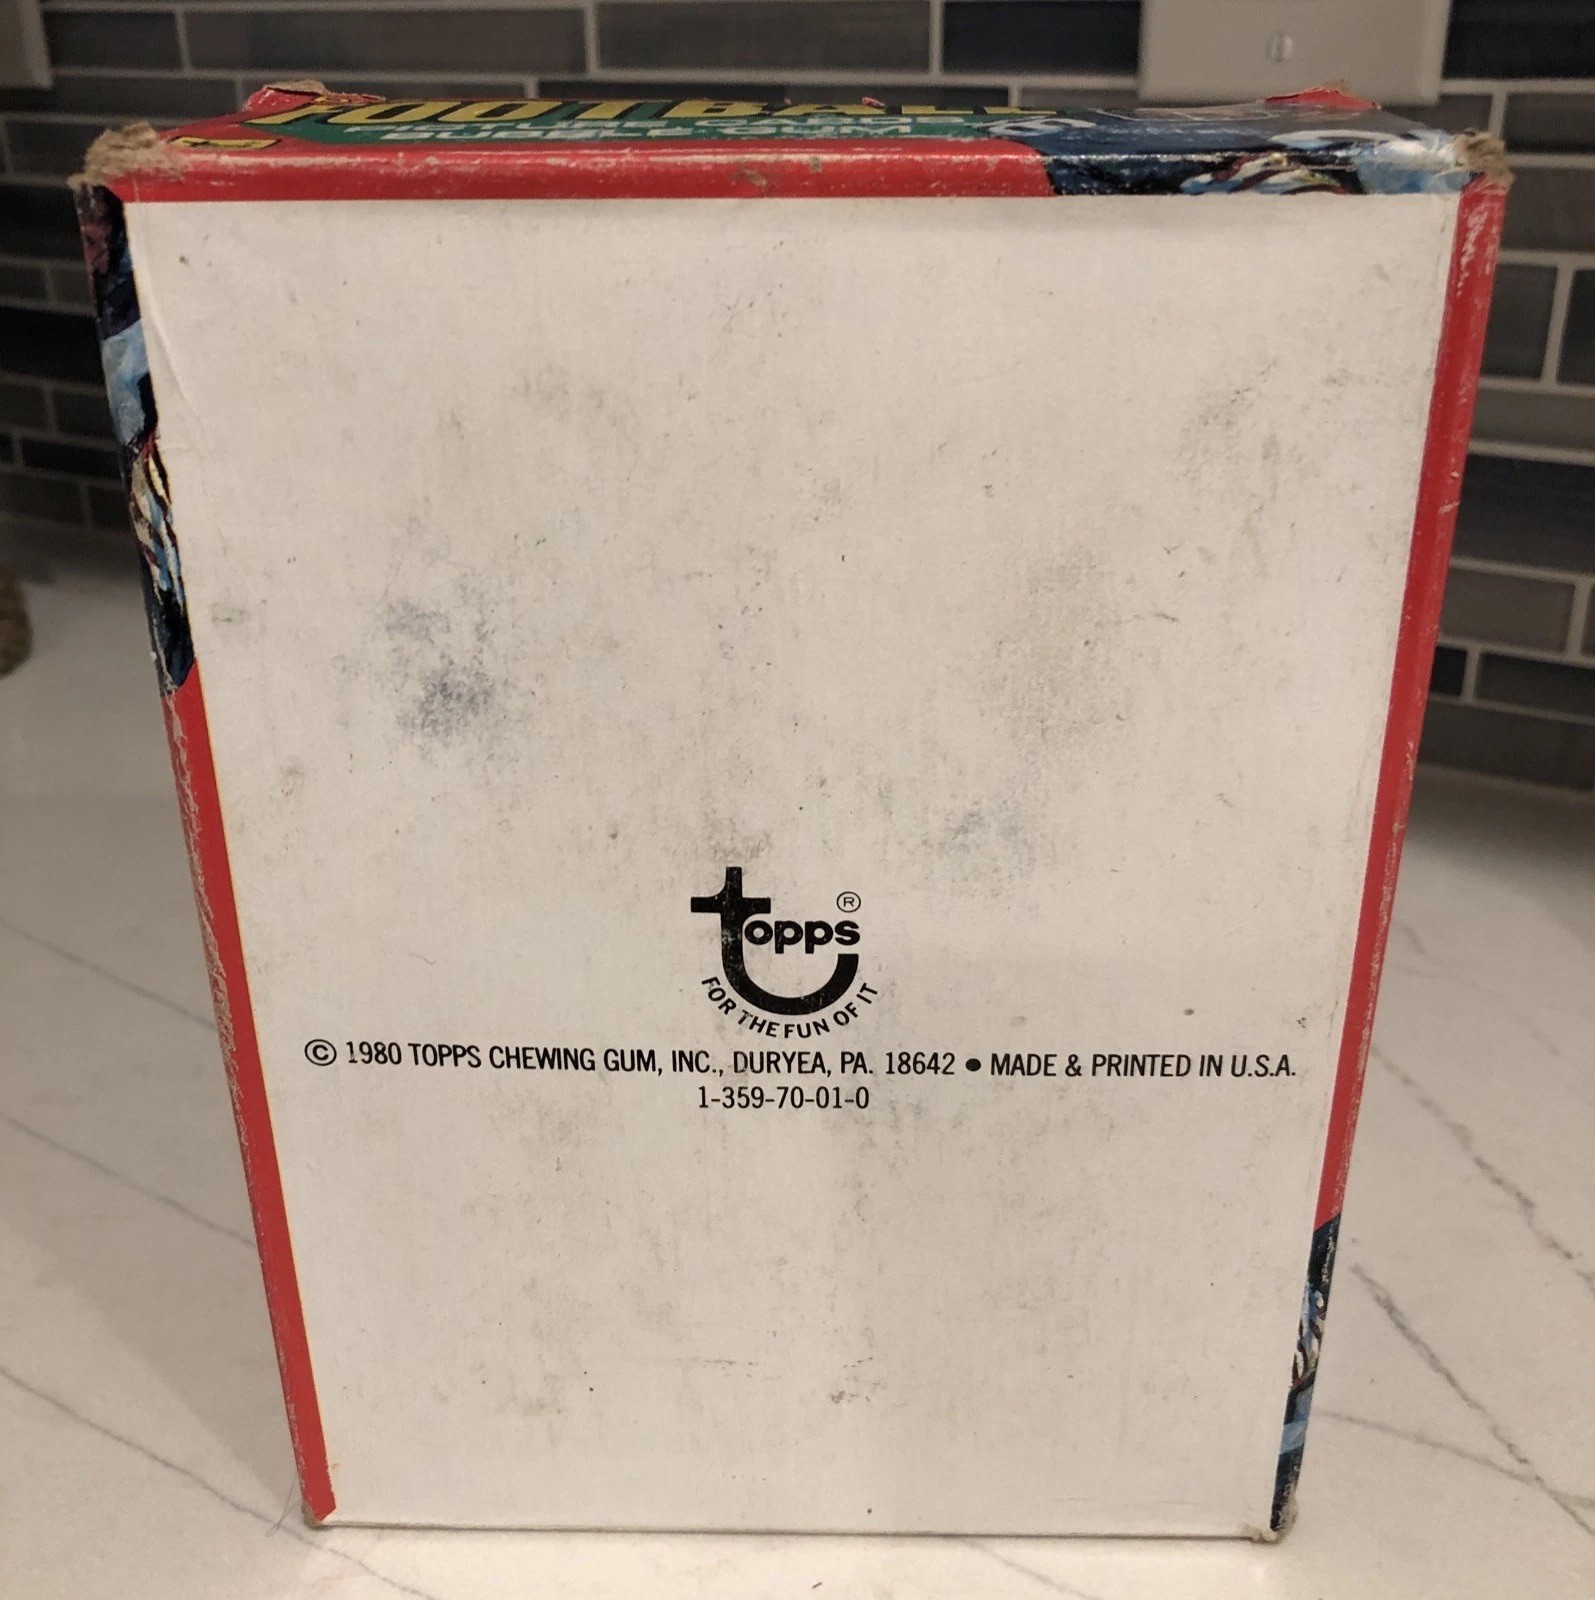 FOOTBALL
topps®
FOR THE FUN OF IT
© 1980 TOPPS CHEWING GUM, INC., DURYEA, PA. 18642 ● MADE & PRINTED IN U.S.A.
1-359-70-01-0